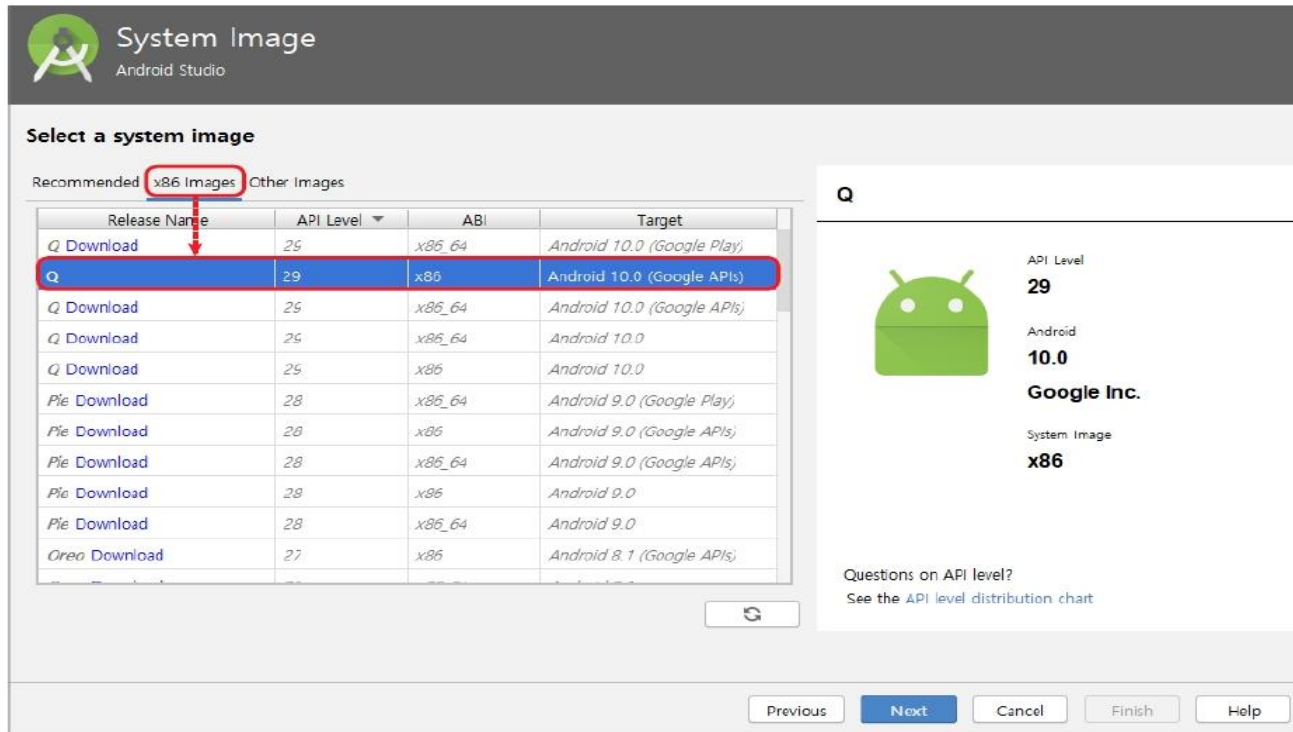 System Image
Android Studio
Select a system image
Recommended x86 Images Other Images
Release Name API Level ABI Target
Q Download 29 x86_64 Android 10.0 (Google Play)
Q 29 x86 Android 10.0 (Google APIs)
Q Download 29 x86_64 Android 10.0 (Google APIs)
Q Download 29 x86_64 Android 10.0
Q Download 29 x86 Android 10.0
Pie Download 28 x86_64 Android 9.0 (Google Play)
Pie Download 28 x86 Android 9.0 (Google APIs)
Pie Download 28 x86_64 Android 9.0 (Google APIs)
Pie Download 28 x86 Android 9.0
Pie Download 28 x86_64 Android 9.0
Oreo Download 27 x86 Android 8.1 (Google APIs)
Q
API Level
29
Android
10.0
Google Inc.
System Image
x86
Questions on API level?
See the API level distribution chart
Previous Next Cancel Finish Help